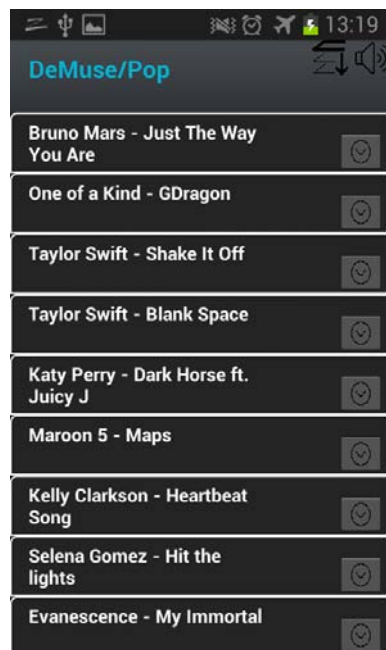 13:19
DeMuse/Pop
Bruno Mars - Just The Way
You Are
One of a Kind - GDragon
Taylor Swift - Shake It Off
Taylor Swift - Blank Space
Katy Perry - Dark Horse ft.
Juicy J
Maroon 5 - Maps
Kelly Clarkson - Heartbeat
Song
Selena Gomez - Hit the
lights
Evanescence - My Immortal